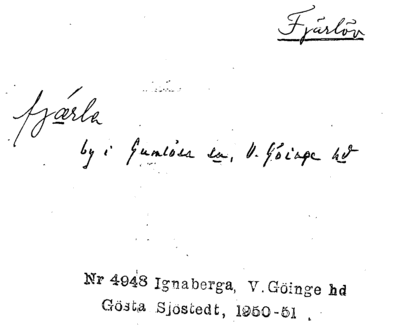 Fjärlöv
fjärla
by i Gumlösa sn, V. Göinge hd
Nr 4948 Ignaberga, V. Göinge hd
Gösta Sjöstedt, 1950-51.